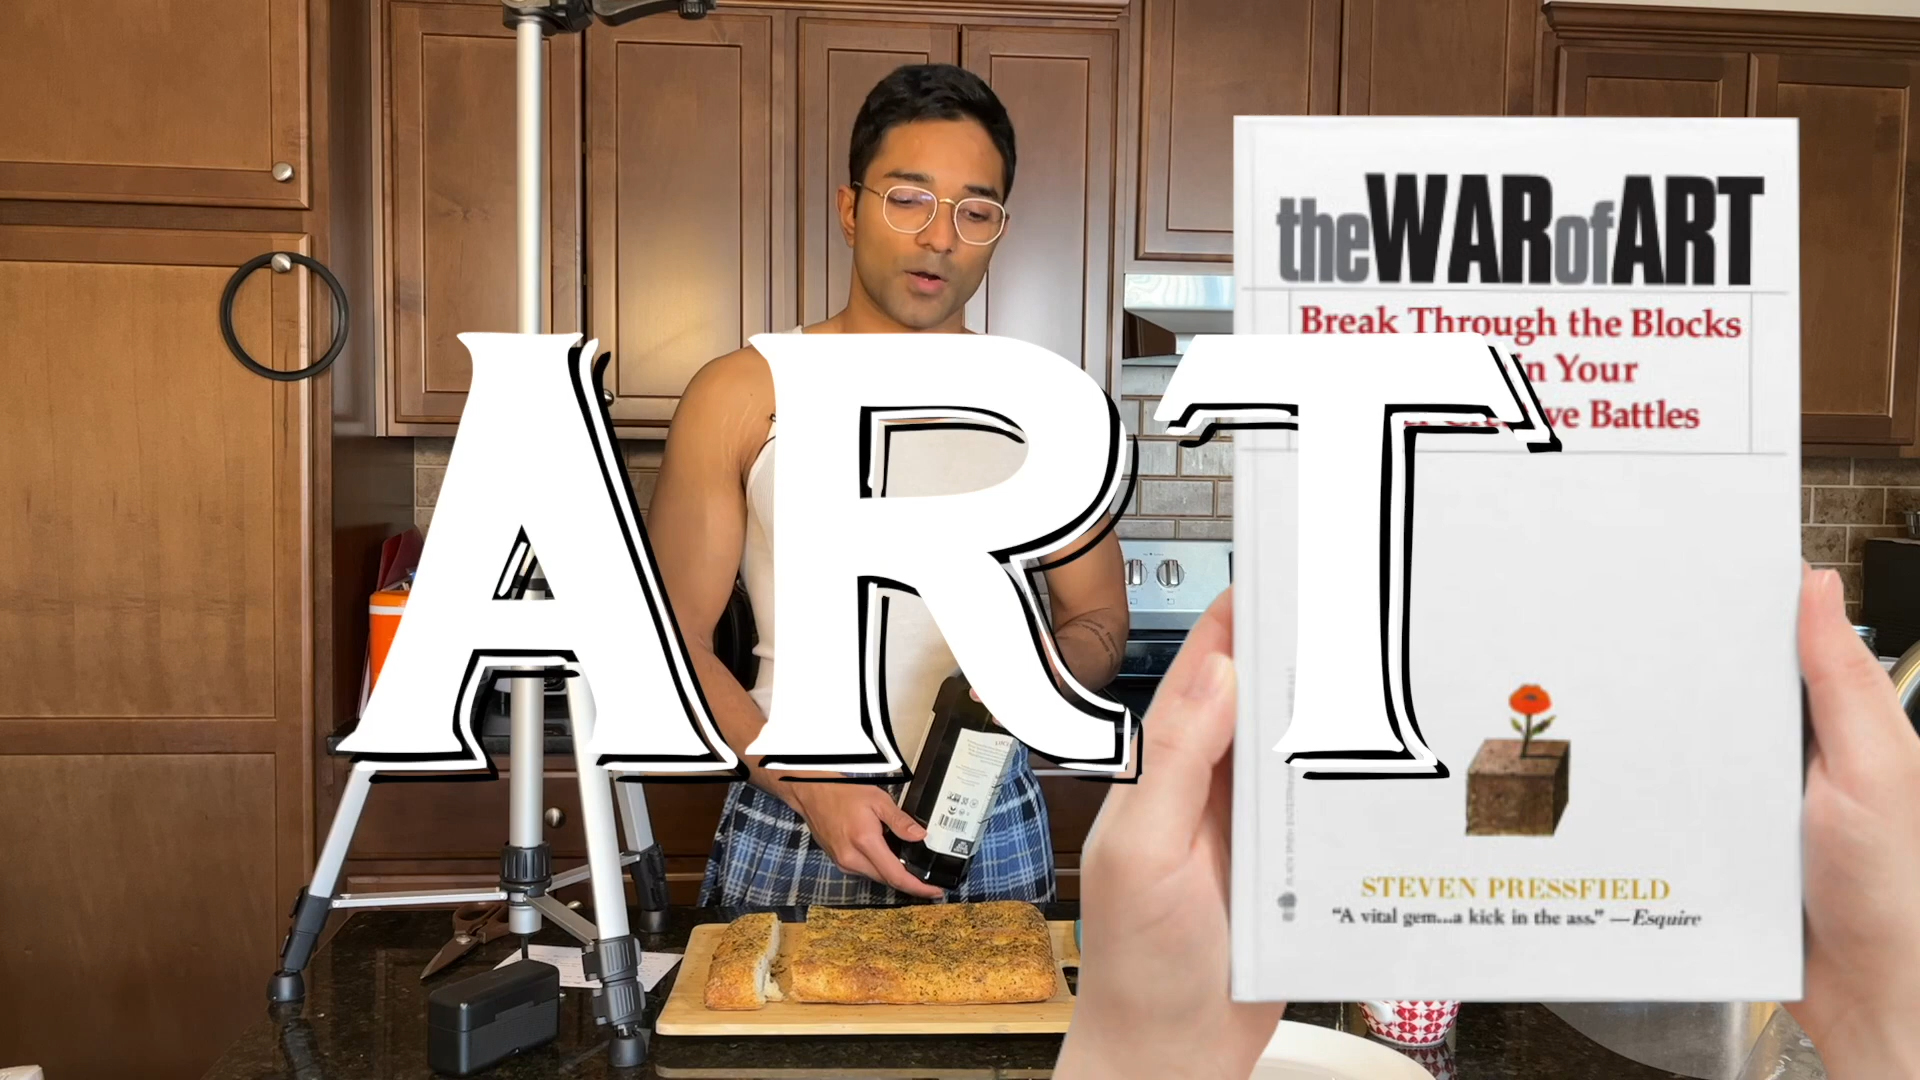 theWARofART
Break Through the Blocks
Your
Battles
ART
STEVEN PRESSFIELD
"A vital gem...a kick in the ass." —Esquire